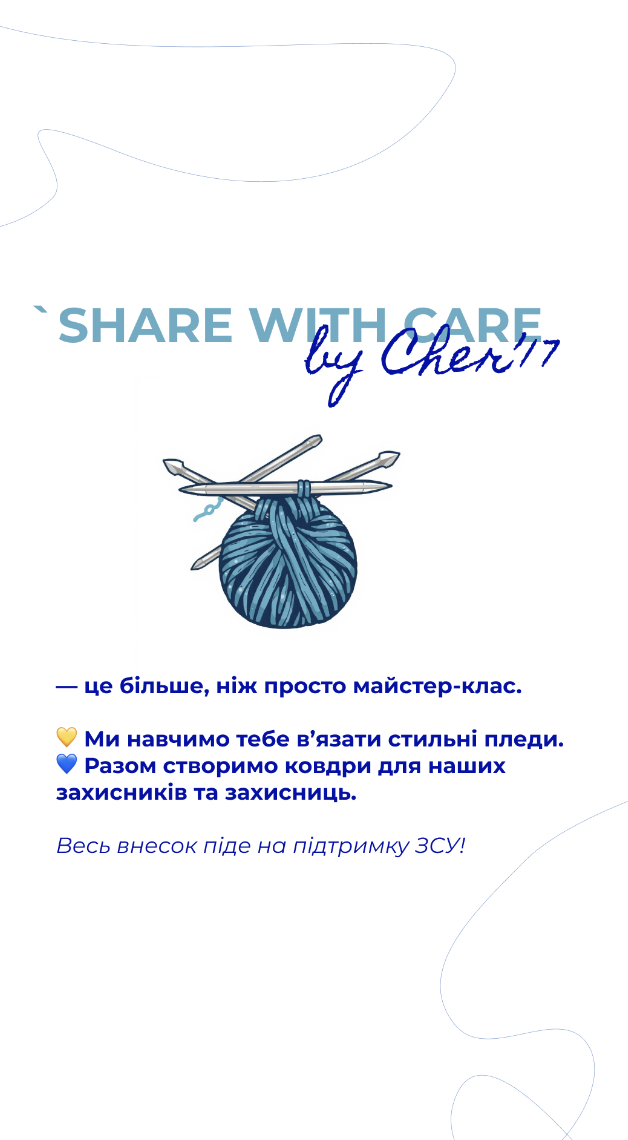 `SHARE WITH CARE
by Cher'17
— це більше, ніж просто майстер-клас.
💛 Ми навчимо тебе в’язати стильні пледи.
💙 Разом створимо ковдри для наших
захисників та захисниць.
Весь внесок піде на підтримку ЗСУ!